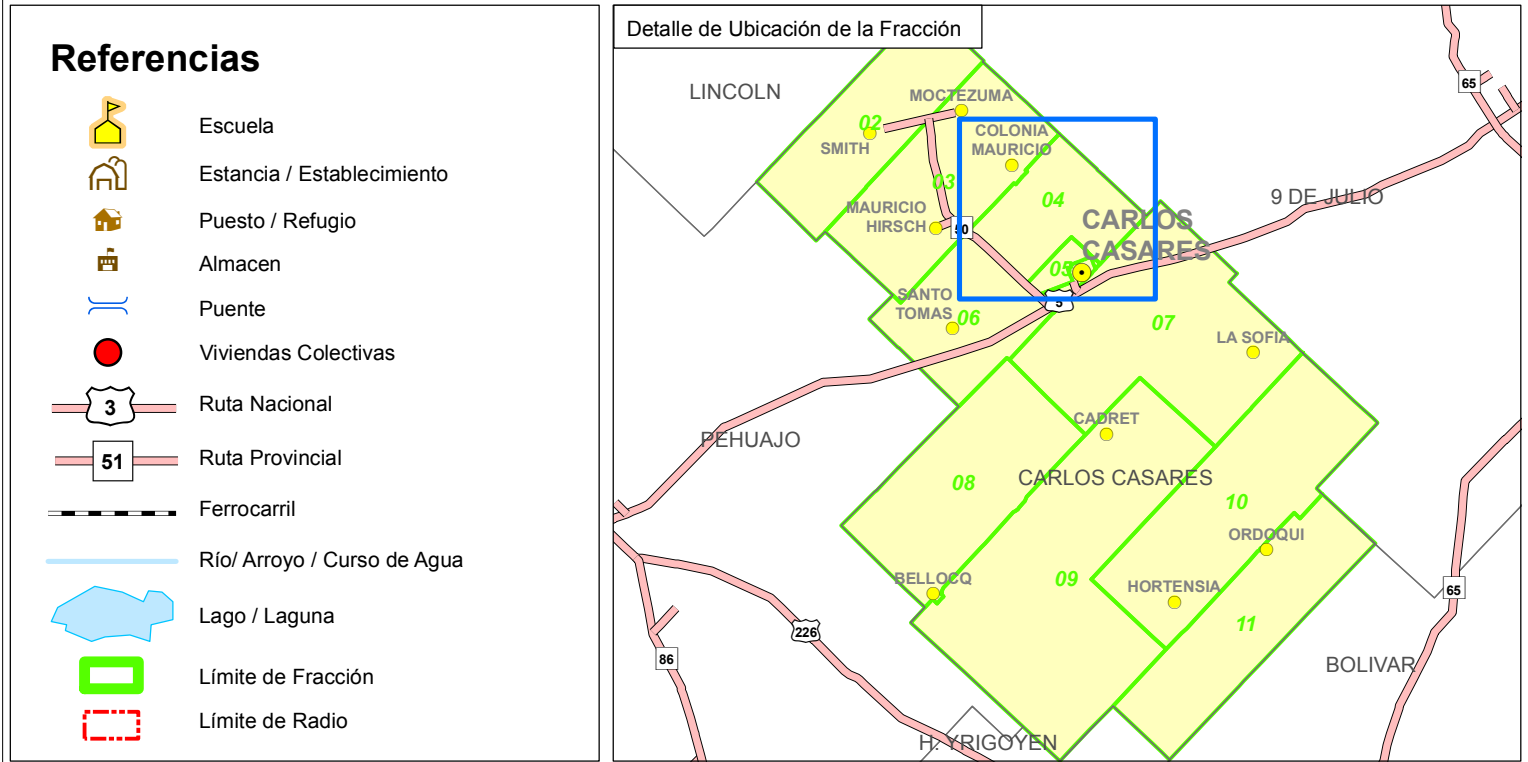 Referencias
Escuela
Estancia / Establecimiento
Puesto / Refugio
Almacen
Puente
Viviendas Colectivas
3
Ruta Nacional
51
Ruta Provincial
Ferrocarril
Río/ Arroyo / Curso de Agua
Lago / Laguna
Límite de Fracción
Límite de Radio
Detalle de Ubicación de la Fracción
LINCOLN
MOCTEZUMA
65
02
SMITH
COLONIA
MAURICIO
03
04
9 DE JULIO
MAURICIO
HIRSCH
50
CARLOS
CASARES
05
SANTO
TOMAS
06
5
07
LA SOFIA
CADRET
PEHUAJO
08
CARLOS CASARES
10
ORDOQUI
BELLOCQ
09
HORTENSIA
65
11
226
86
BOLIVAR
H. YRIGOYEN